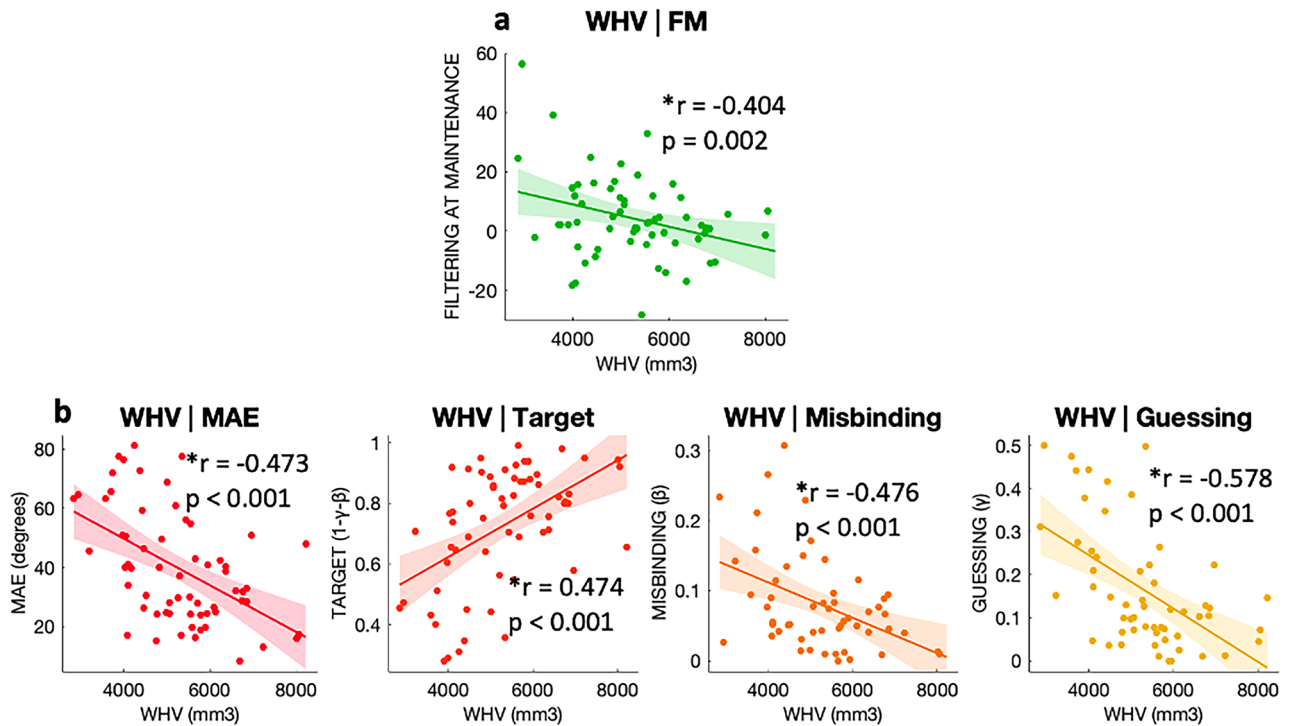 a
WHV | FM
60
40
20
0
-20
FILTERING AT MAINTENANCE
*r = -0.404
p = 0.002
4000 6000 8000
WHV (mm3)
b
WHV | MAE
80
60
40
20
MAE (degrees)
*r = -0.473
p < 0.001
4000 6000 8000
WHV (mm3)
WHV | Target
1
0.8
0.6
0.4
TARGET (1-γ-β)
*r = 0.474
p < 0.001
4000 6000 8000
WHV (mm3)
WHV | Misbinding
0.3
0.2
0.1
0
MISBINDING (β)
*r = -0.476
p < 0.001
4000 6000 8000
WHV (mm3)
WHV | Guessing
0.5
0.4
0.3
0.2
0.1
0
GUESSING (γ)
*r = -0.578
p < 0.001
4000 6000 8000
WHV (mm3)